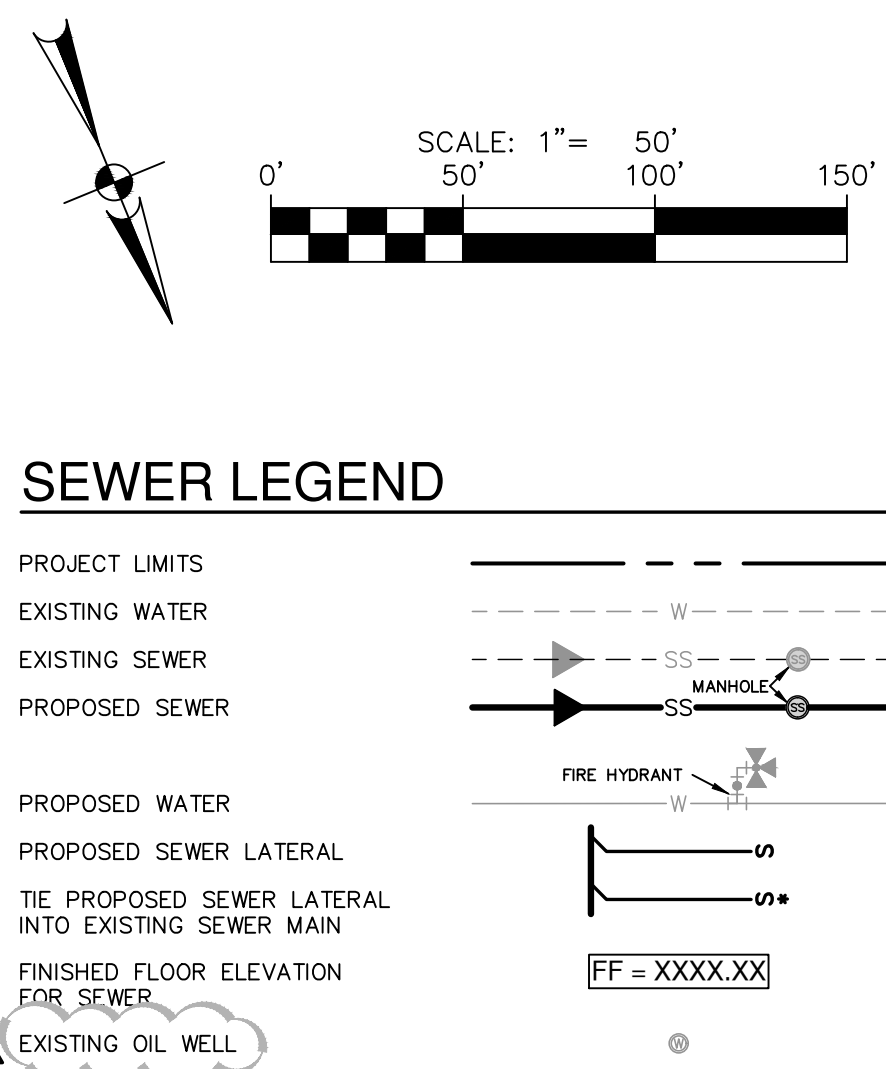 SCALE: 1"= 50'
0' 50' 100' 150'
SEWER LEGEND
PROJECT LIMITS
EXISTING WATER W
EXISTING SEWER SS SS
MANHOLE
PROPOSED SEWER SS SS
FIRE HYDRANT
PROPOSED WATER W
PROPOSED SEWER LATERAL S
TIE PROPOSED SEWER LATERAL
INTO EXISTING SEWER MAIN S*
FINISHED FLOOR ELEVATION
FOR SEWER
FF = XXXX.XX
EXISTING OIL WELL W